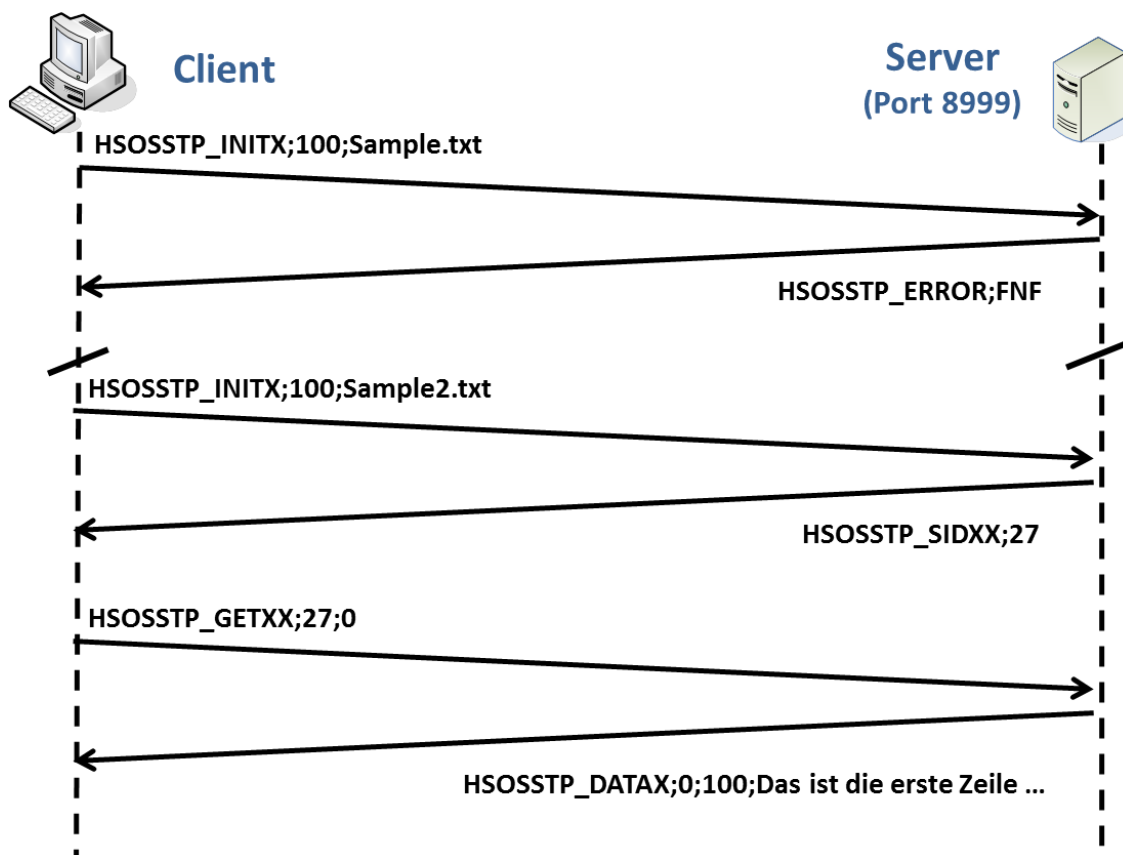 Client
Server
(Port 8999)
HSOSSTP_INITX;100;Sample.txt
HSOSSTP_ERROR;FNF
HSOSSTP_INITX;100;Sample2.txt
HSOSSTP_SIDXX;27
HSOSSTP_GETXX;27;0
HSOSSTP_DATAX;0;100;Das ist die erste Zeile ...